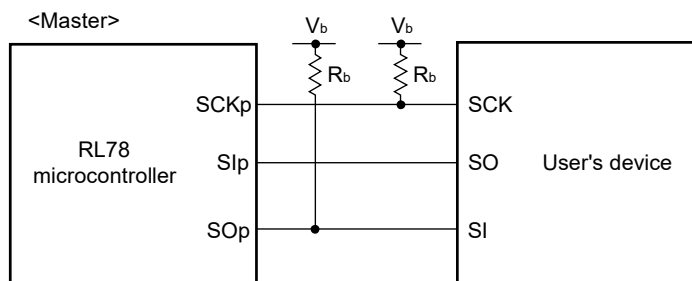 <Master>
Vb Vb
Rb Rb
SCKp SCK
RL78
microcontroller
SIp SO
User's device
SOp SI